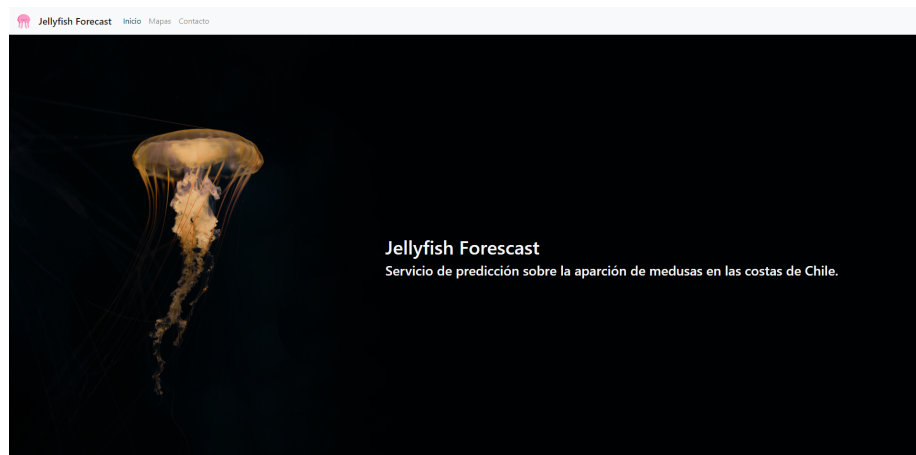 Jellyfish Forecast Inicio Mapas Contacto
Jellyfish Forescast
Servicio de predicción sobre la aparción de medusas en las costas de Chile.